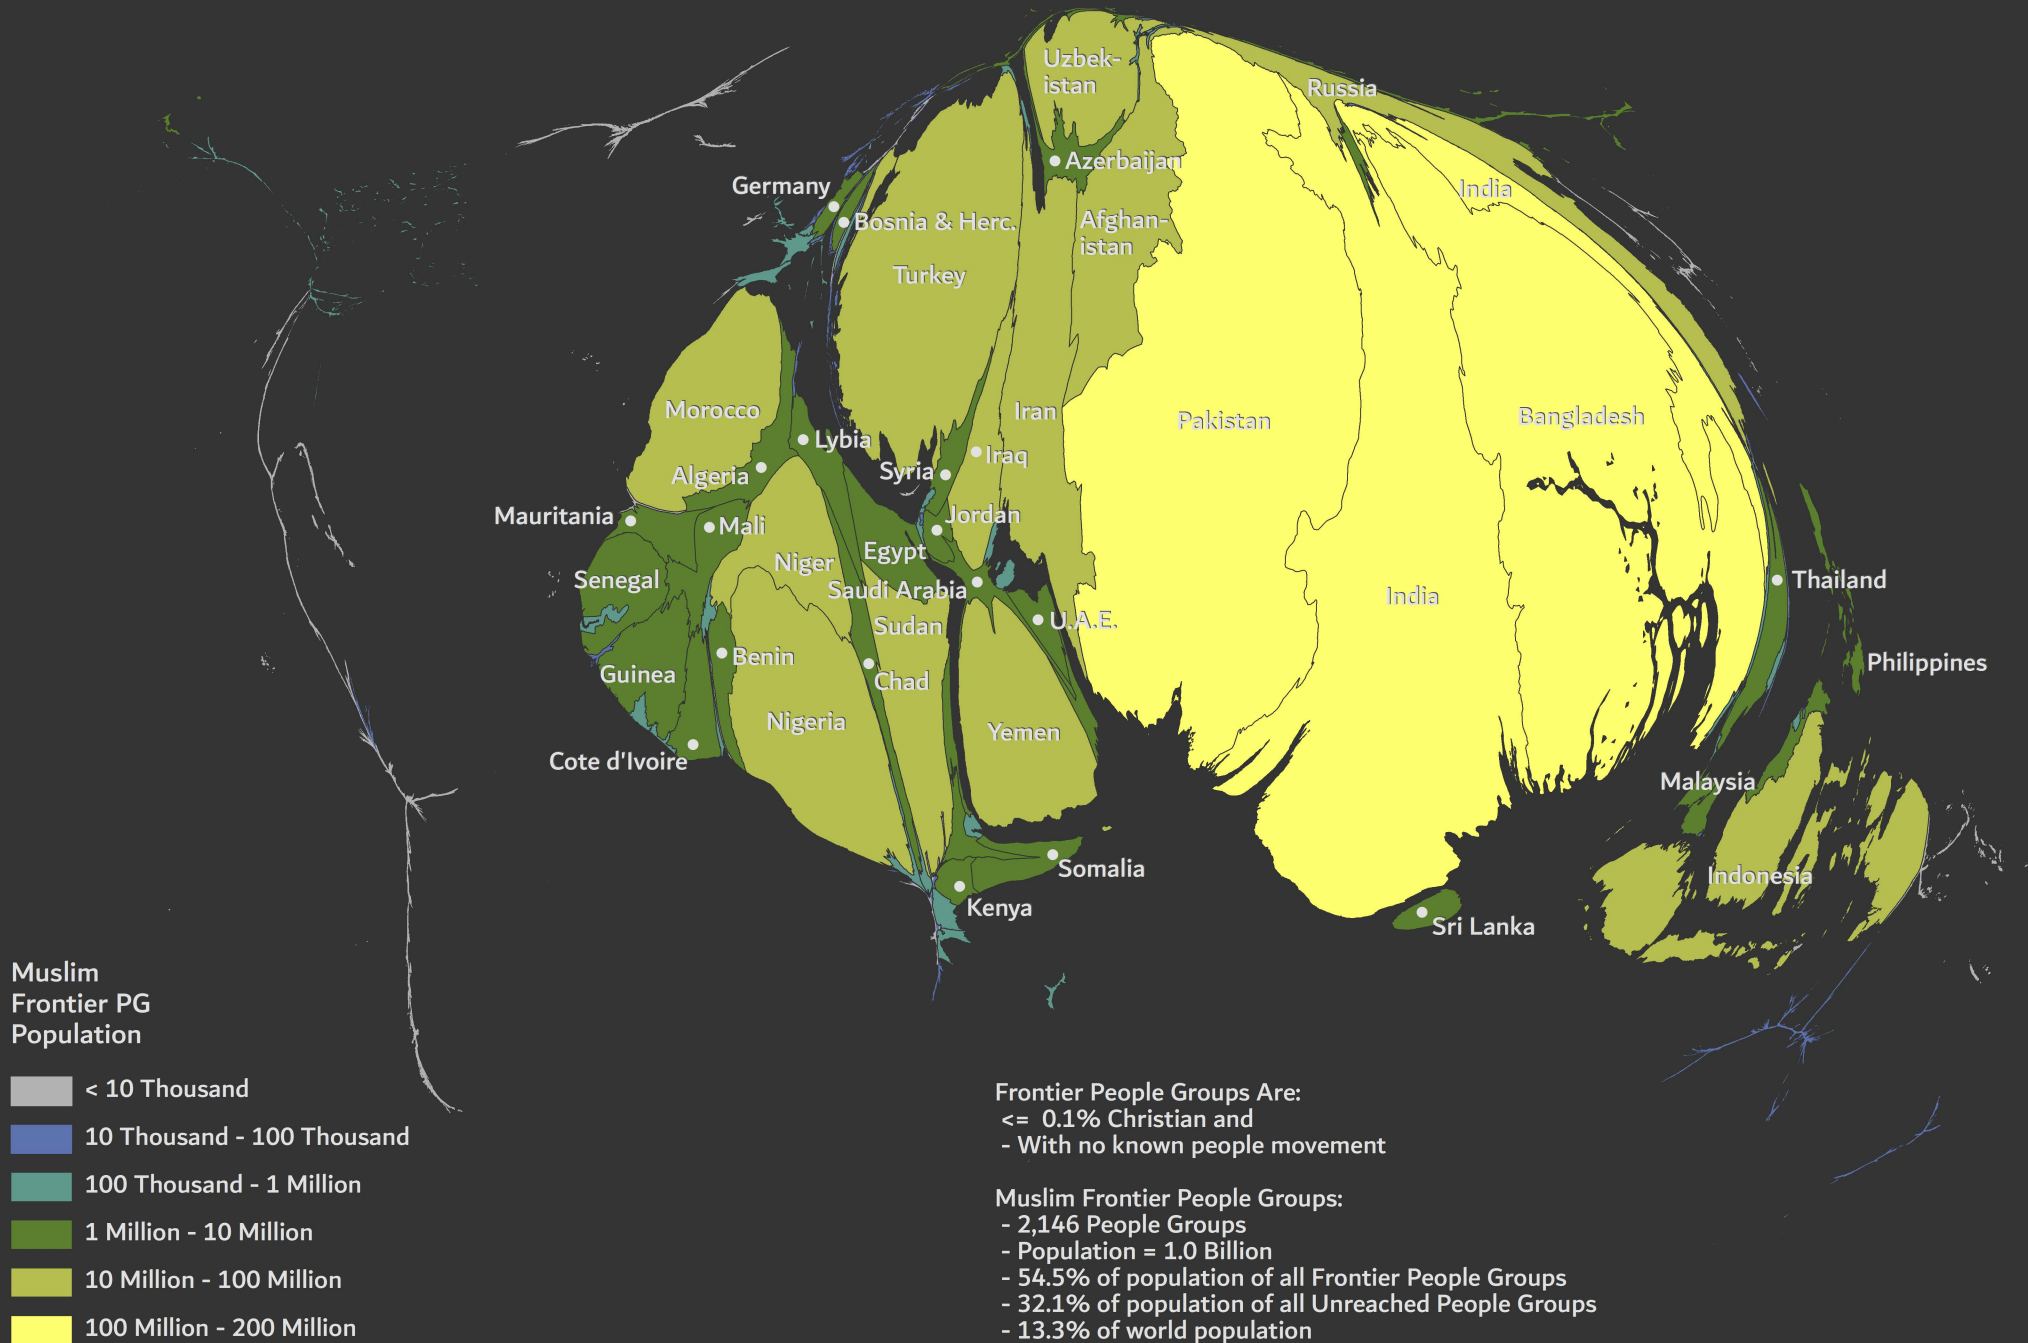 Uzbek-
istan
Russia
Azerbaijan
Germany
India
Bosnia & Herc.
Afghan-
istan
Turkey
Morocco
Iran
Pakistan
Bangladesh
Lybia
Iraq
Algeria
Syria
Mauritania
Mali
Jordan
Egypt
Niger
Senegal
Saudi Arabia
India
Thailand
Sudan
U.A.E.
Benin
Philippines
Guinea
Chad
Nigeria
Yemen
Cote d'Ivoire
Malaysia
Somalia
Indonesia
Kenya
Sri Lanka
Muslim
Frontier PG
Population
< 10 Thousand
10 Thousand - 100 Thousand
100 Thousand - 1 Million
1 Million - 10 Million
10 Million - 100 Million
100 Million - 200 Million
Frontier People Groups Are:
<= 0.1% Christian and
- With no known people movement
Muslim Frontier People Groups:
- 2,146 People Groups
- Population = 1.0 Billion
- 54.5% of population of all Frontier People Groups
- 32.1% of population of all Unreached People Groups
- 13.3% of world population